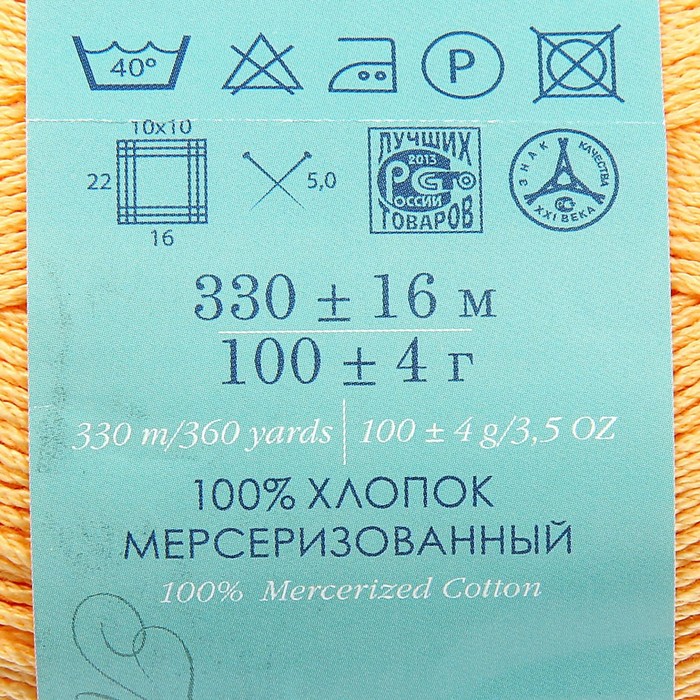 40°
P
10x10
22
16
5,0
ЛУЧШИХ
2013
РСТО
РОССИИ
ТОВАРОВ
ЗНАК КАЧЕСТВА
XXI ВЕКА
330 ± 16 м
100 ± 4 г
330 m/360 yards | 100 ± 4 g/3,5 OZ
100% ХЛОПОК
МЕРСЕРИЗОВАННЫЙ
100% Mercerized Cotton